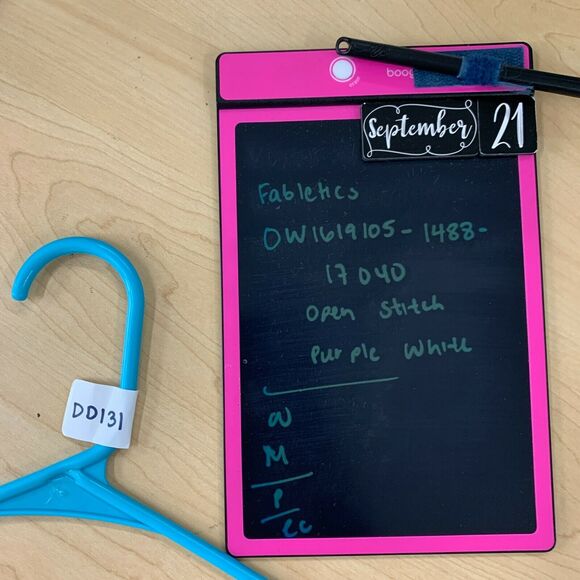 boog
September 21
Fabletics
OW1619105-1488-
17040
Open Stitch
Purple White
DD131
M
P
cc